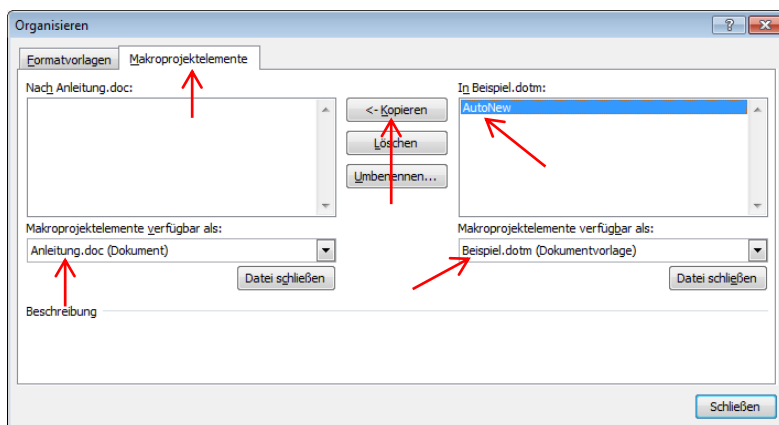 Organisieren
Formatvorlagen Makroprojektelemente
Nach Anleitung.doc: In Beispiel.dotm:
<- Kopieren AutoNew
Löschen
Umbenennen...
Makroprojektelemente verfügbar als: Makroprojektelemente verfügbar als:
Anleitung.doc (Dokument) Beispiel.dotm (Dokumentvorlage)
Datei schließen Datei schließen
Beschreibung
Schließen